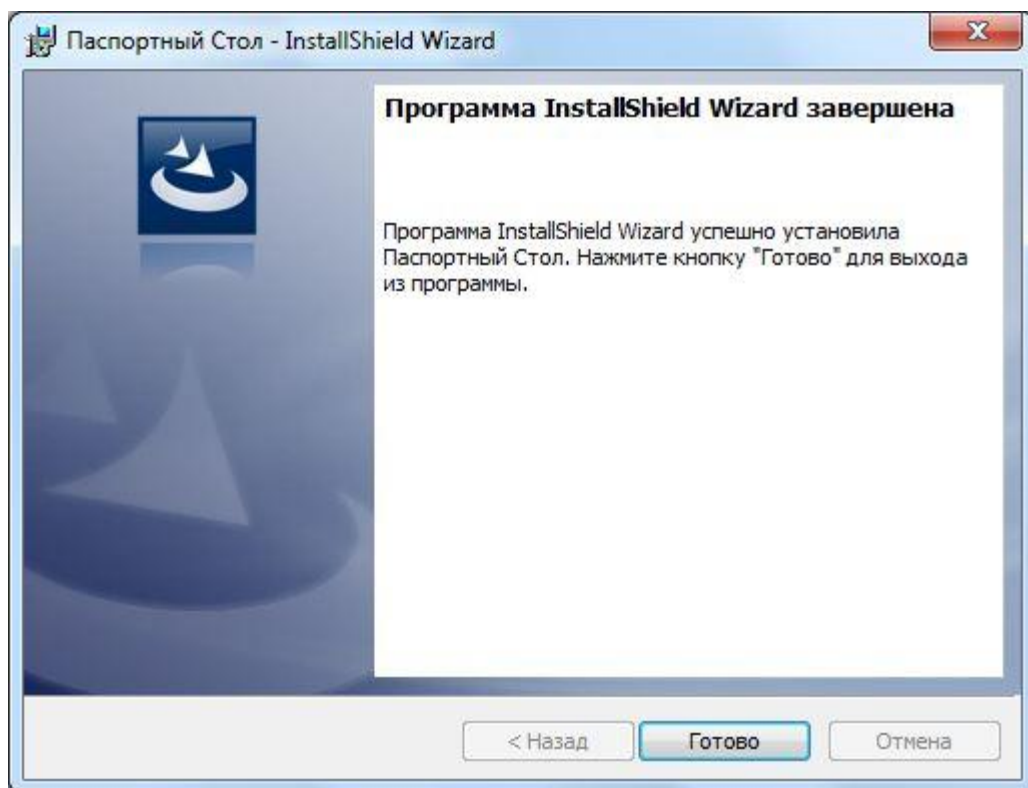 Паспортный Стол - InstallShield Wizard
Программа InstallShield Wizard завершена
Программа InstallShield Wizard успешно установила
Паспортный Стол. Нажмите кнопку "Готово" для выхода
из программы.
< Назад
Готово
Отмена